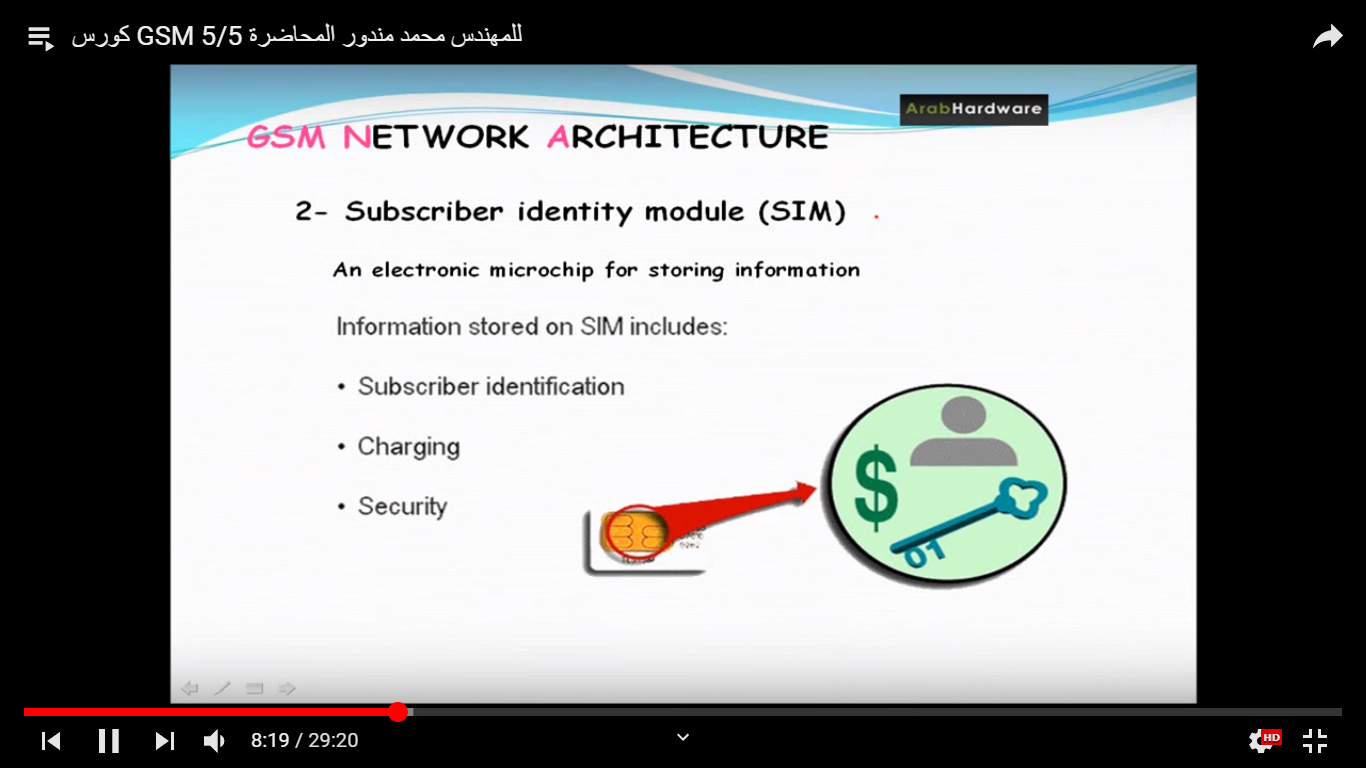 كورس GSM 5/5 للمهندس محمد مندور المحاضرة
ArabHardware
GSM NETWORK ARCHITECTURE
2- Subscriber identity module (SIM)
An electronic microchip for storing information
Information stored on SIM includes:
• Subscriber identification
• Charging
• Security
$
01
8:19 / 29:20
HD